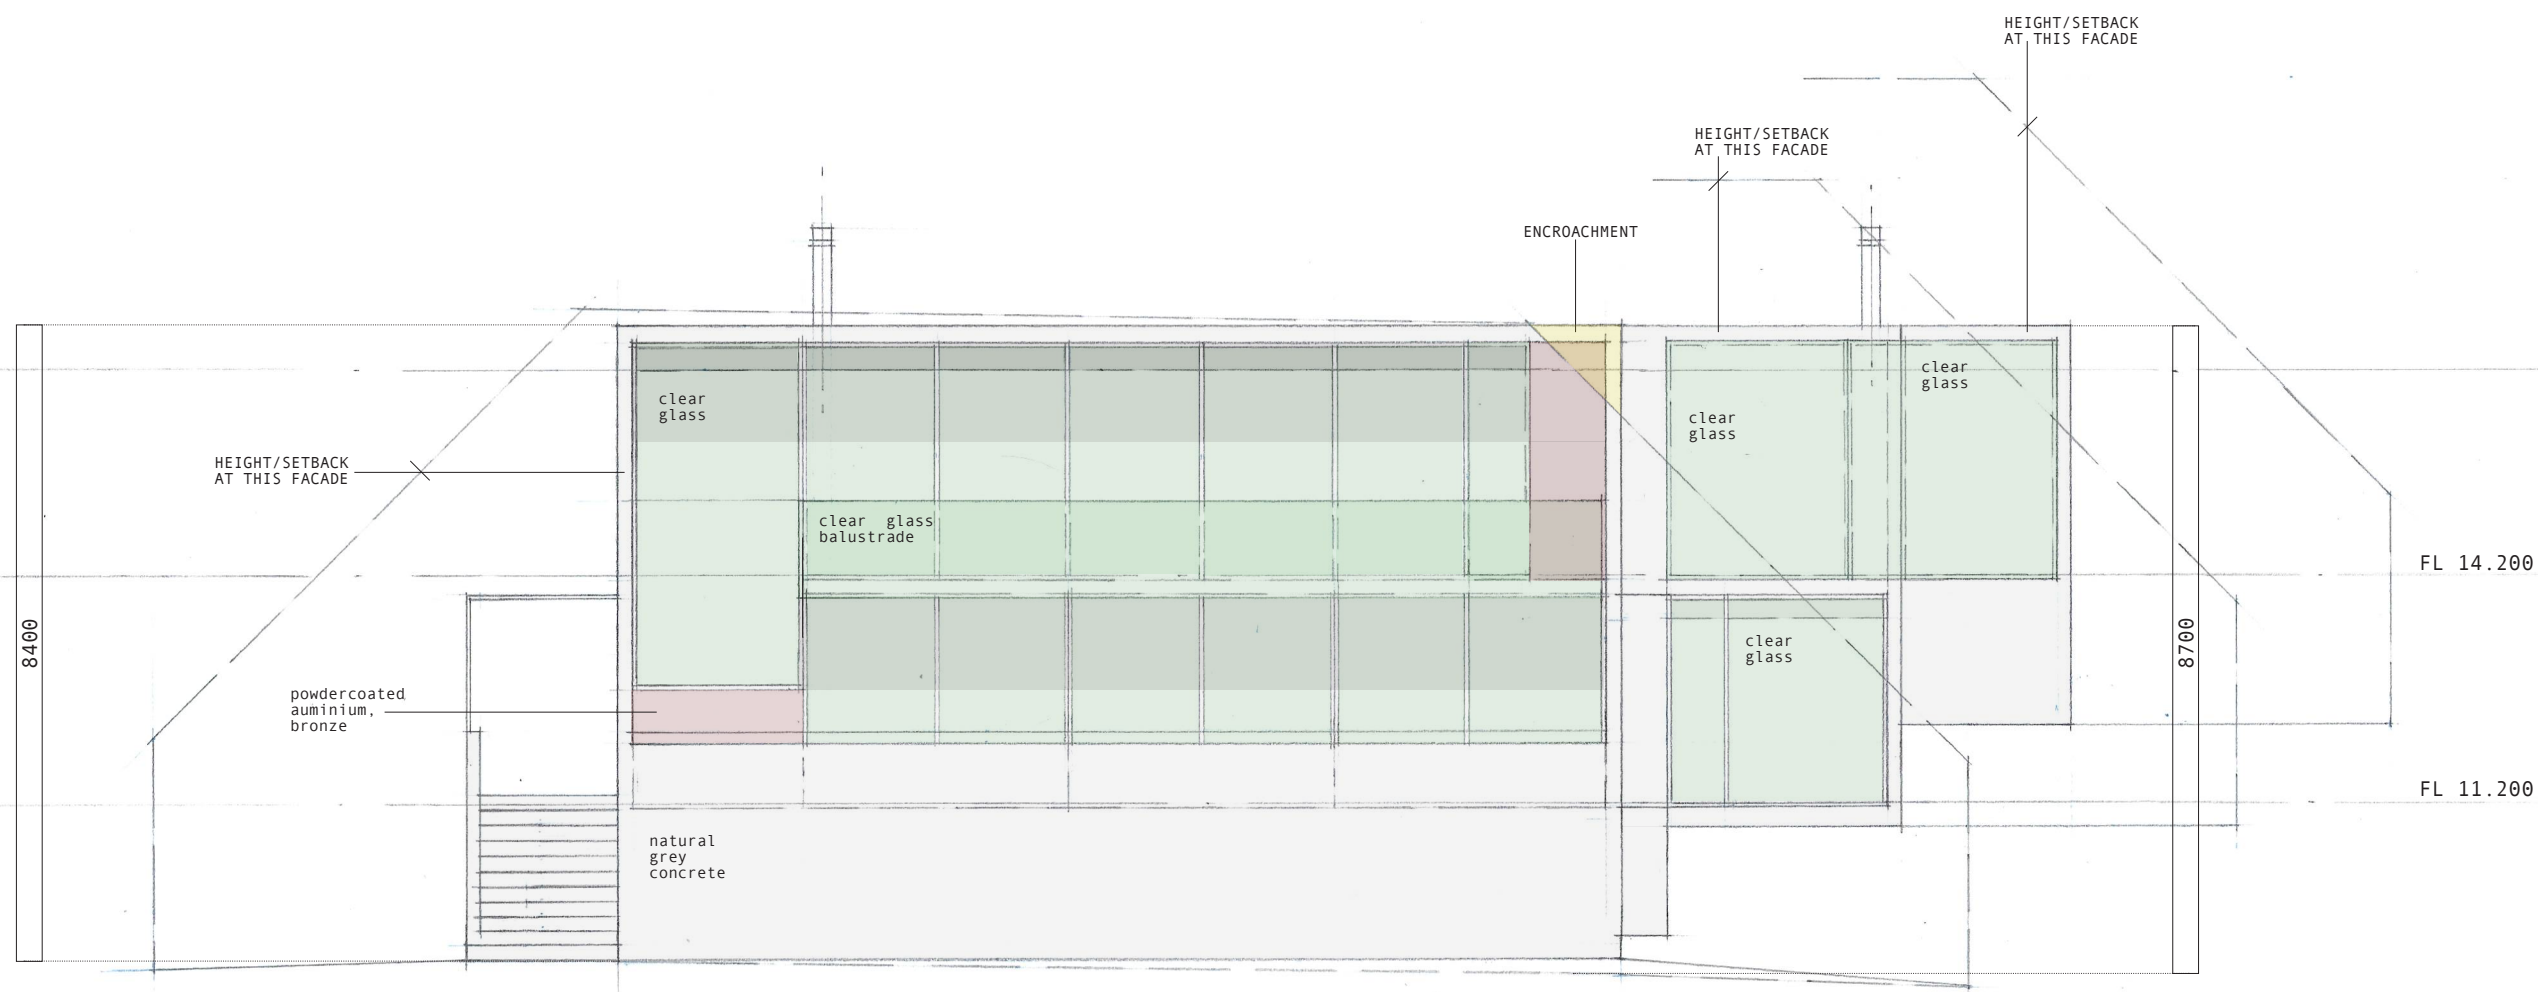 HEIGHT/SETBACK
AT THIS FACADE
HEIGHT/SETBACK
AT THIS FACADE
ENCROACHMENT
clear
glass
clear
glass
clear
glass
HEIGHT/SETBACK
AT THIS FACADE
clear glass
balustrade
FL 14.200
8400
8700
clear
glass
powdercoated
auminium,
bronze
FL 11.200
natural
grey
concrete